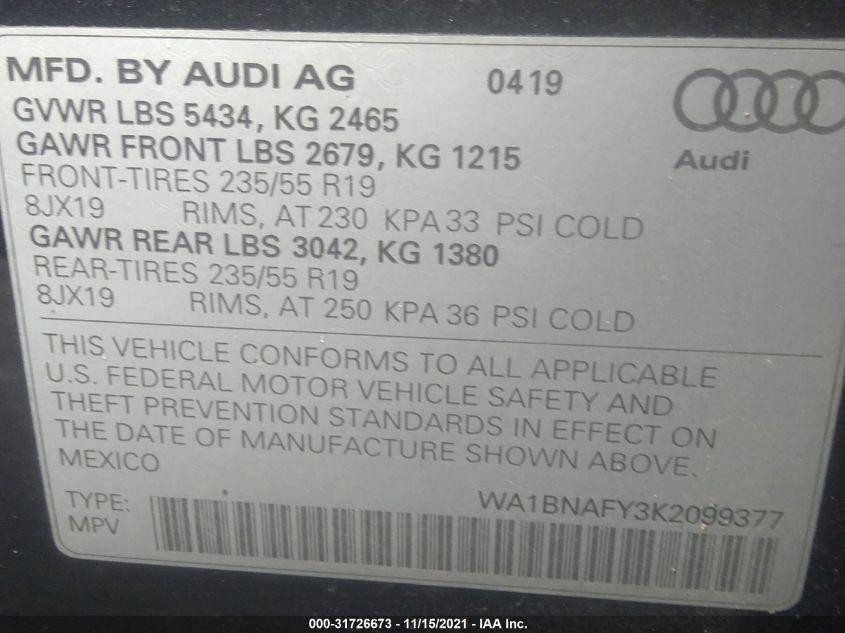 MFD. BY AUDI AG 0419
GVWR LBS 5434, KG 2465
GAWR FRONT LBS 2679, KG 1215
Audi
FRONT-TIRES 235/55 R19
8JX19 RIMS, AT 230 KPA 33 PSI COLD
GAWR REAR LBS 3042, KG 1380
REAR-TIRES 235/55 R19
8JX19 RIMS, AT 250 KPA 36 PSI COLD
THIS VEHICLE CONFORMS TO ALL APPLICABLE
U.S. FEDERAL MOTOR VEHICLE SAFETY AND
THEFT PREVENTION STANDARDS IN EFFECT ON
THE DATE OF MANUFACTURE SHOWN ABOVE.
MEXICO
WA1BNAFY3K2099377
TYPE:
MPV
000-31726673 - 11/15/2021 - IAA Inc.